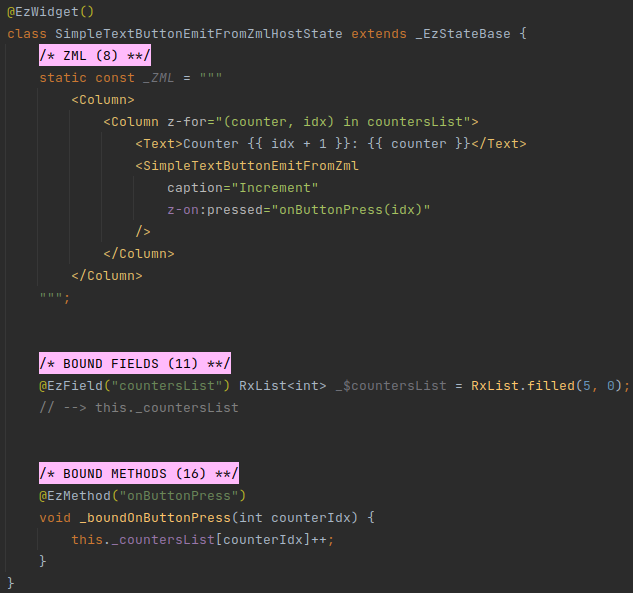 @EzWidget()
class SimpleTextButtonEmitFromZmlHostState extends _EzStateBase {
/* ZML (8) **/
static const _ZML = """
<Column>
<Column z-for="(counter, idx) in countersList">
<Text>Counter {{ idx + 1 }}: {{ counter }}</Text>
<SimpleTextButtonEmitFromZml
caption="Increment"
z-on:pressed="onButtonPress(idx)"
/>
</Column>
</Column>
""";
/* BOUND FIELDS (11) **/
@EzField("countersList") RxList<int> _$countersList = RxList.filled(5, 0);
// --> this._countersList
/* BOUND METHODS (16) **/
@EzMethod("onButtonPress")
void _boundOnButtonPress(int counterIdx) {
this._countersList[counterIdx]++;
}
}